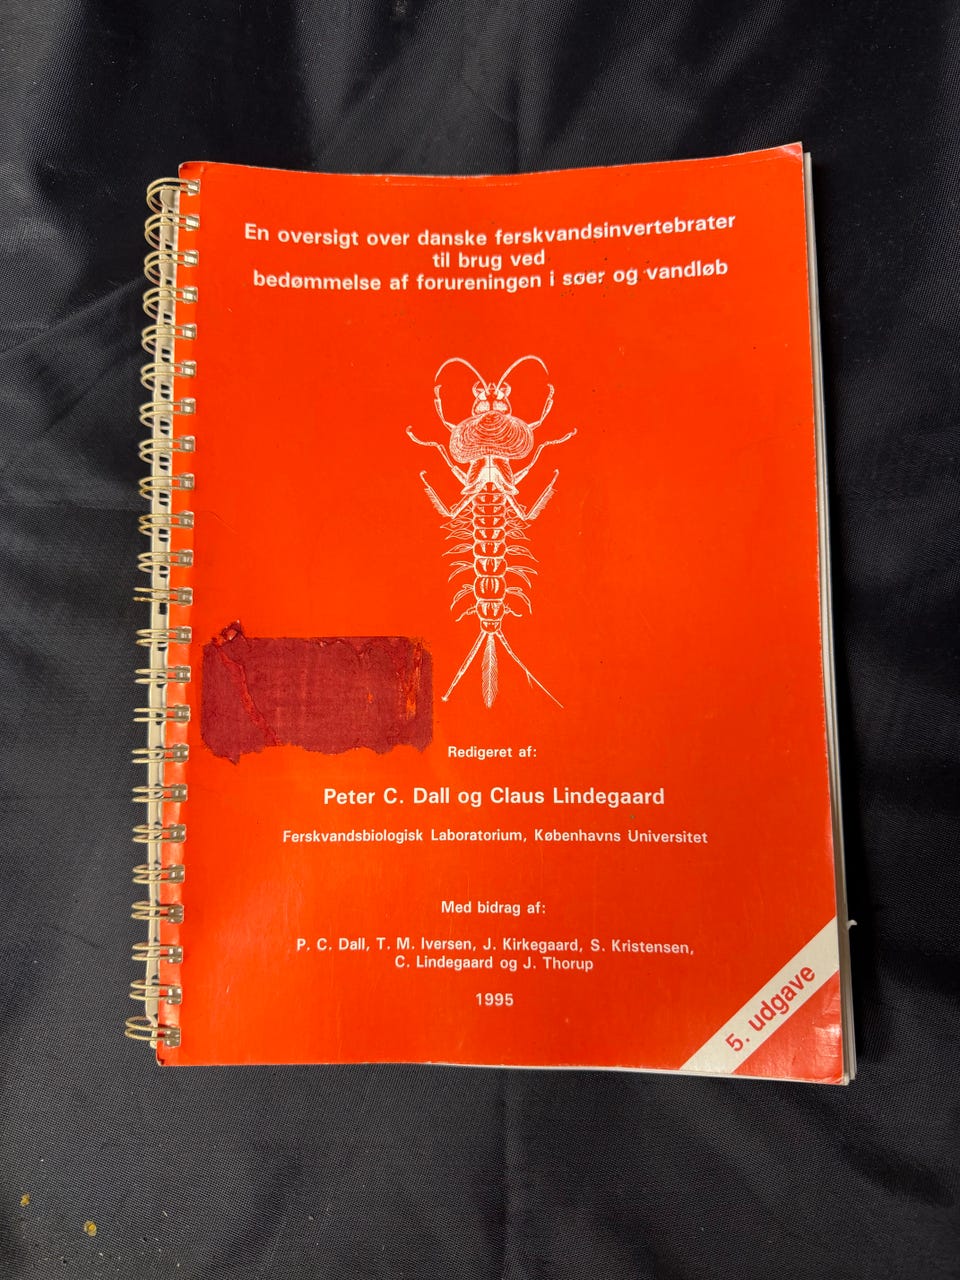 En oversigt over danske ferskvandsinvertebrater
til brug ved
bedømmelse af forureningen i søer og vandløb
Redigeret af:
Peter C. Dall og Claus Lindegaard
Ferskvandsbiologisk Laboratorium, Københavns Universitet
Med bidrag af:
P. C. Dall, T. M. Iversen, J. Kirkegaard, S. Kristensen,
C. Lindegaard og J. Thorup
1995
5. udgave